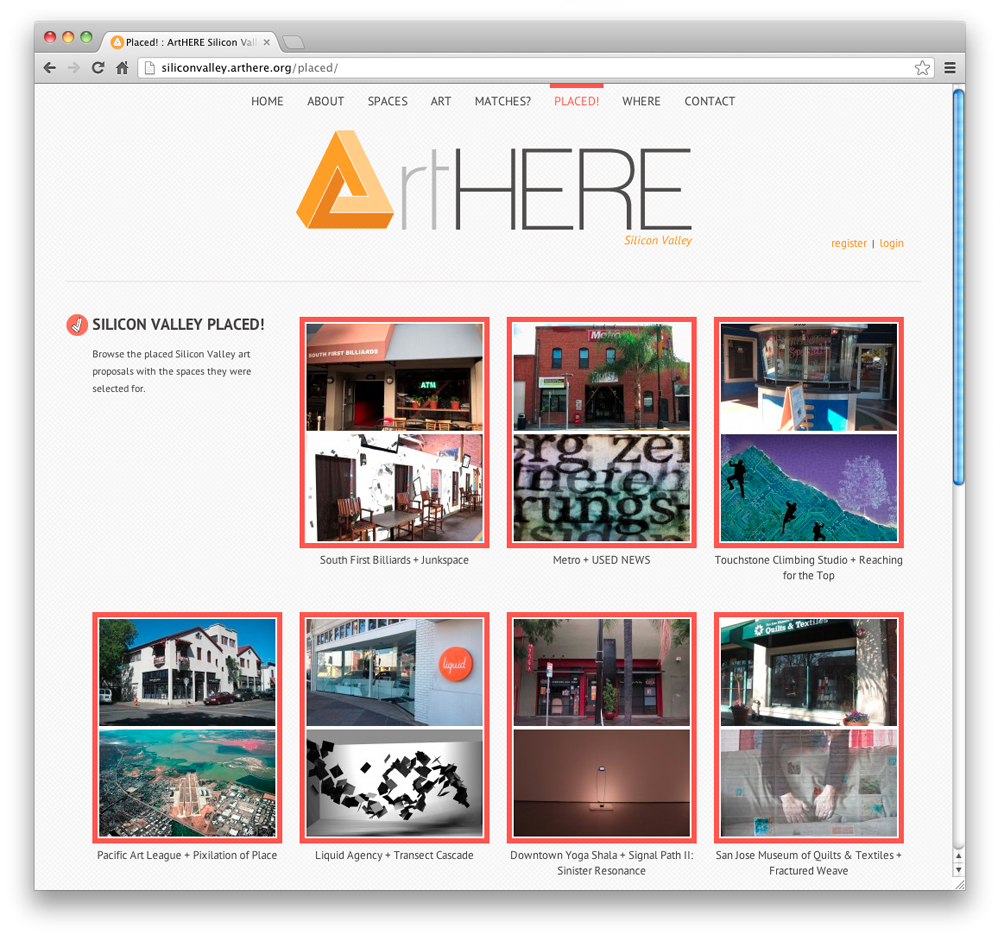 Placed! : ArtHERE Silicon Vall
siliconvalley.arthere.org/placed/
HOME ABOUT SPACES ART MATCHES? PLACED! WHERE CONTACT
ArtHERE
Silicon Valley
register | login
SILICON VALLEY PLACED!
Browse the placed Silicon Valley art
proposals with the spaces they were
selected for.
SOUTH FIRST BILLIARDS
ATM
Metro
erg zei
ineren
rungs-
South First Billiards + Junkspace
Metro + USED NEWS
Touchstone Climbing Studio + Reaching
for the Top
liquid
Quilts & Textiles
Pacific Art League + Pixilation of Place
Liquid Agency + Transect Cascade
Downtown Yoga Shala + Signal Path II:
Sinister Resonance
San Jose Museum of Quilts & Textiles +
Fractured Weave